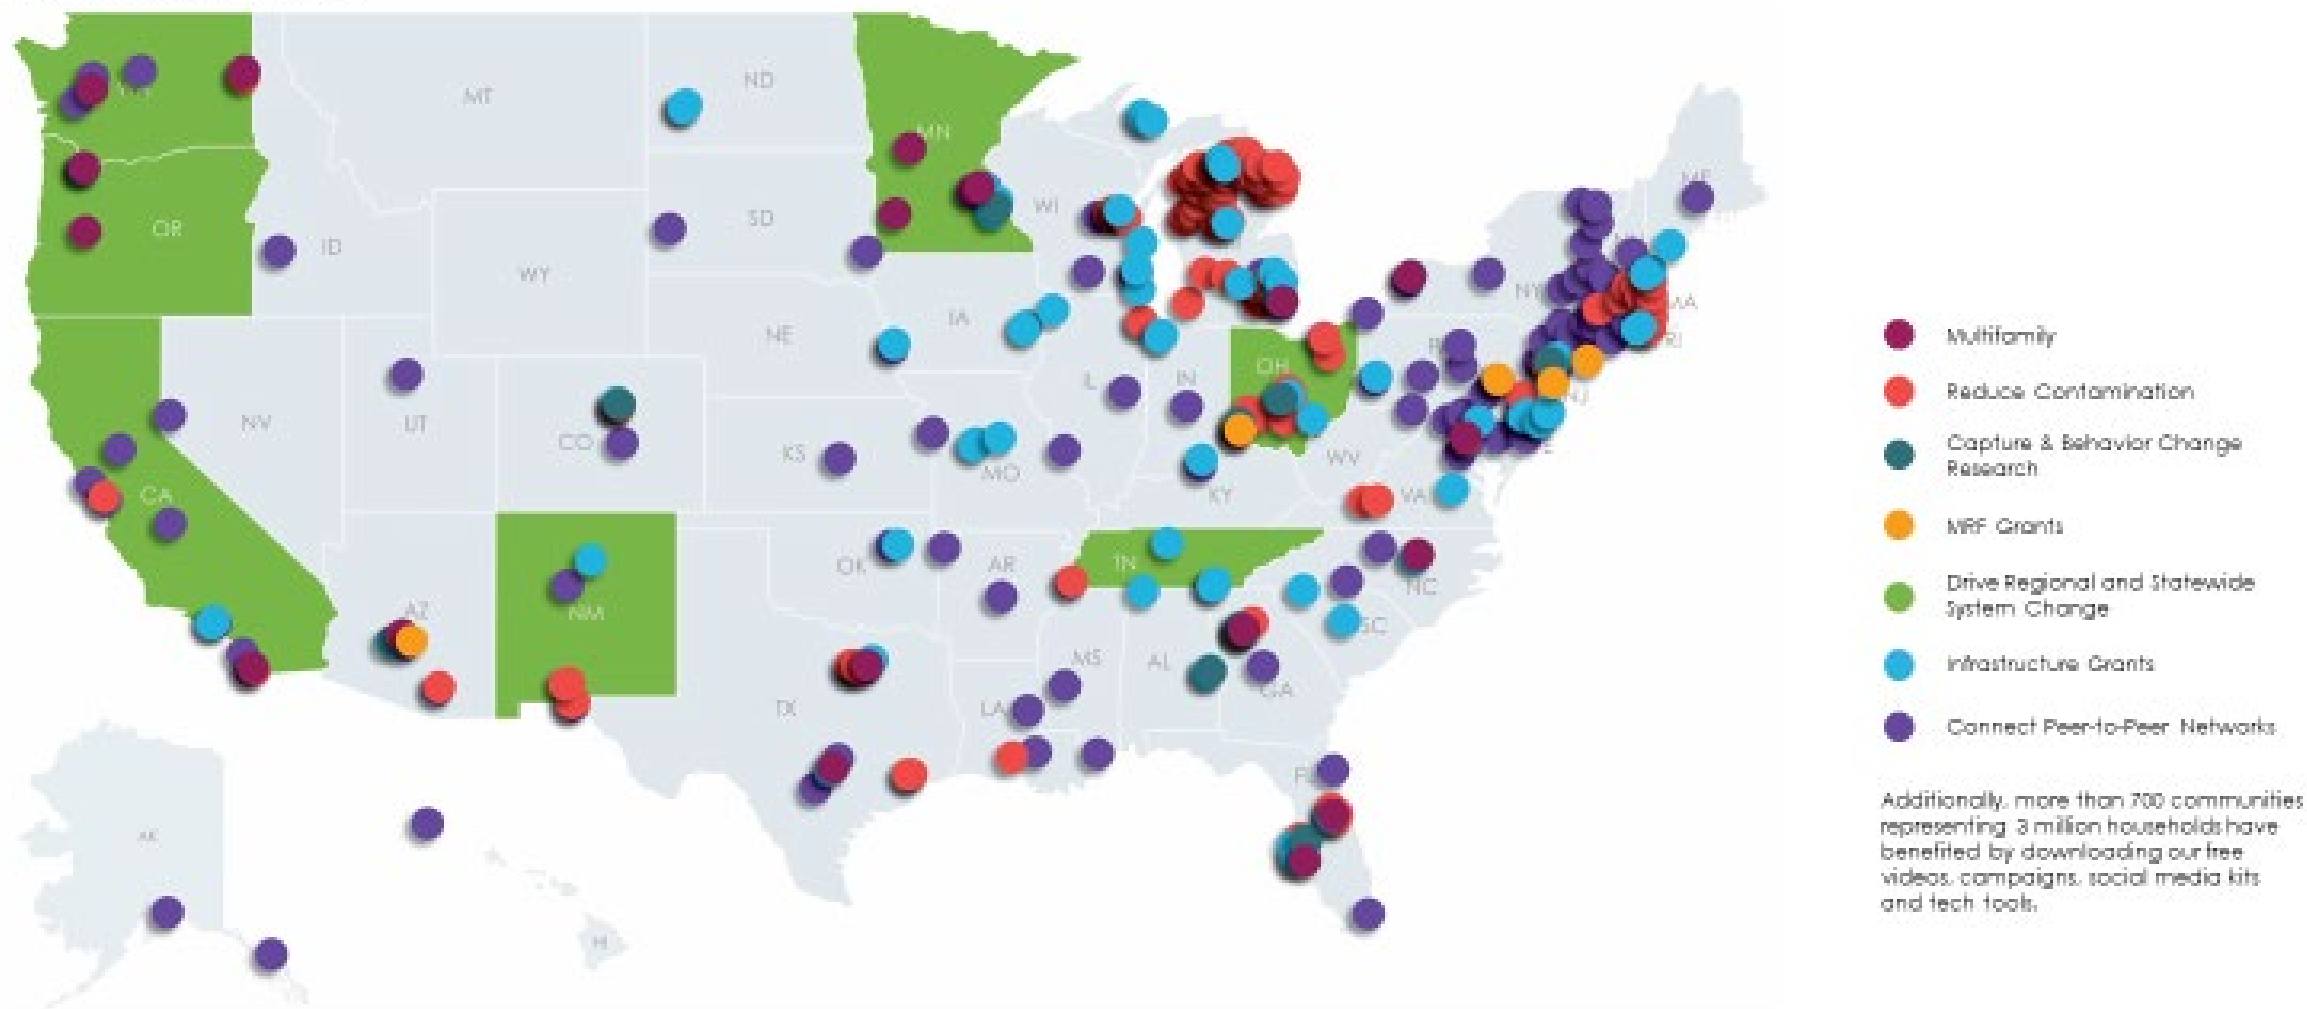 ND
MT
MN
ME
WI
SD
OR
ID
WY
NY
MA
IA
NE
RI
OH
IL
IN
NJ
NV
UT
CO
KS
MO
WV
KY
VA
CA
OK
AR
TN
NC
AZ
NM
SC
MS
AL
GA
TX
LA
AK
HI
Multifamily
Reduce Contamination
Capture & Behavior Change
Research
MRF Grants
Drive Regional and Statewide
System Change
Infrastructure Grants
Connect Peer-to-Peer Networks
Additionally, more than 700 communities
representing 3 million households have
benefited by downloading our free
videos, campaigns, social media kits
and tech tools.